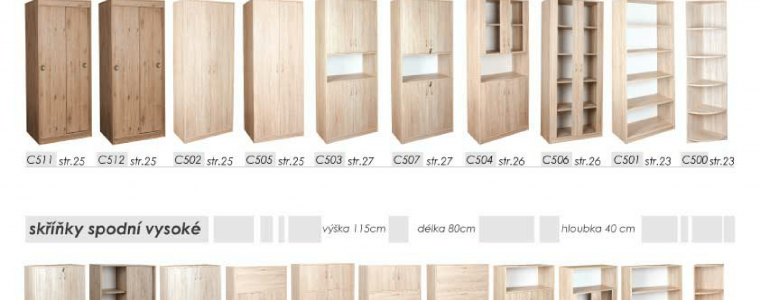 C511 str.25 C512 str.25 C502 str.25 C505 str.25 C503 str.27 C507 str.27 C504 str.26 C506 str.26 C501 str.23 C500 str.23
skříňky spodní vysoké výška 115cm délka 80cm hloubka 40 cm